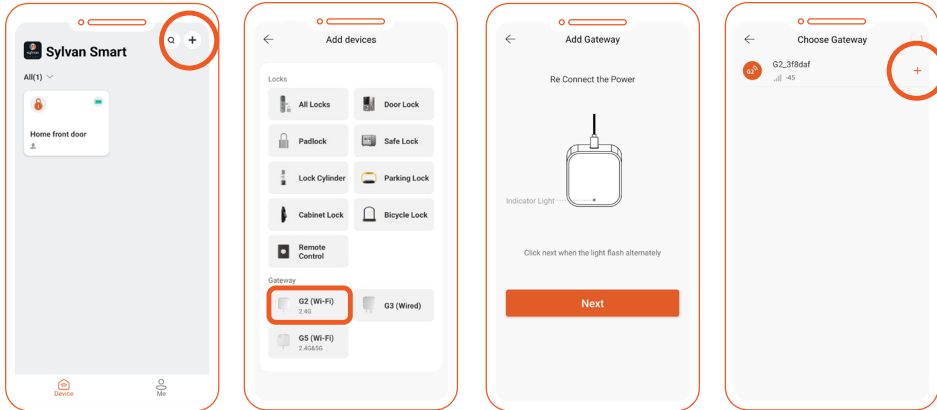 Sylvan Smart
All(1)
Home front door
Device
Me
Add devices
Locks
All Locks
Door Lock
Padlock
Safe Lock
Lock Cylinder
Parking Lock
Cabinet Lock
Bicycle Lock
Remote
Control
Gateway
G2 (Wi-Fi)
2.4G
G3 (Wired)
G5 (Wi-Fi)
2.4G&5G
Add Gateway
Re Connect the Power
Indicator Light
Click next when the light flash alternately
Next
Choose Gateway
G2
G2_3f8daf
-45